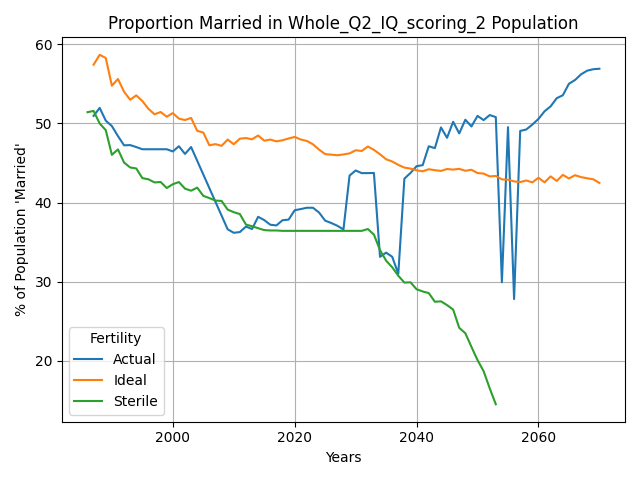 Proportion Married in Whole_Q2_IQ_scoring_2 Population
% of Population 'Married'
60
50
40
30
20
Fertility
Actual
Ideal
Sterile
2000
2020
2040
2060
Years